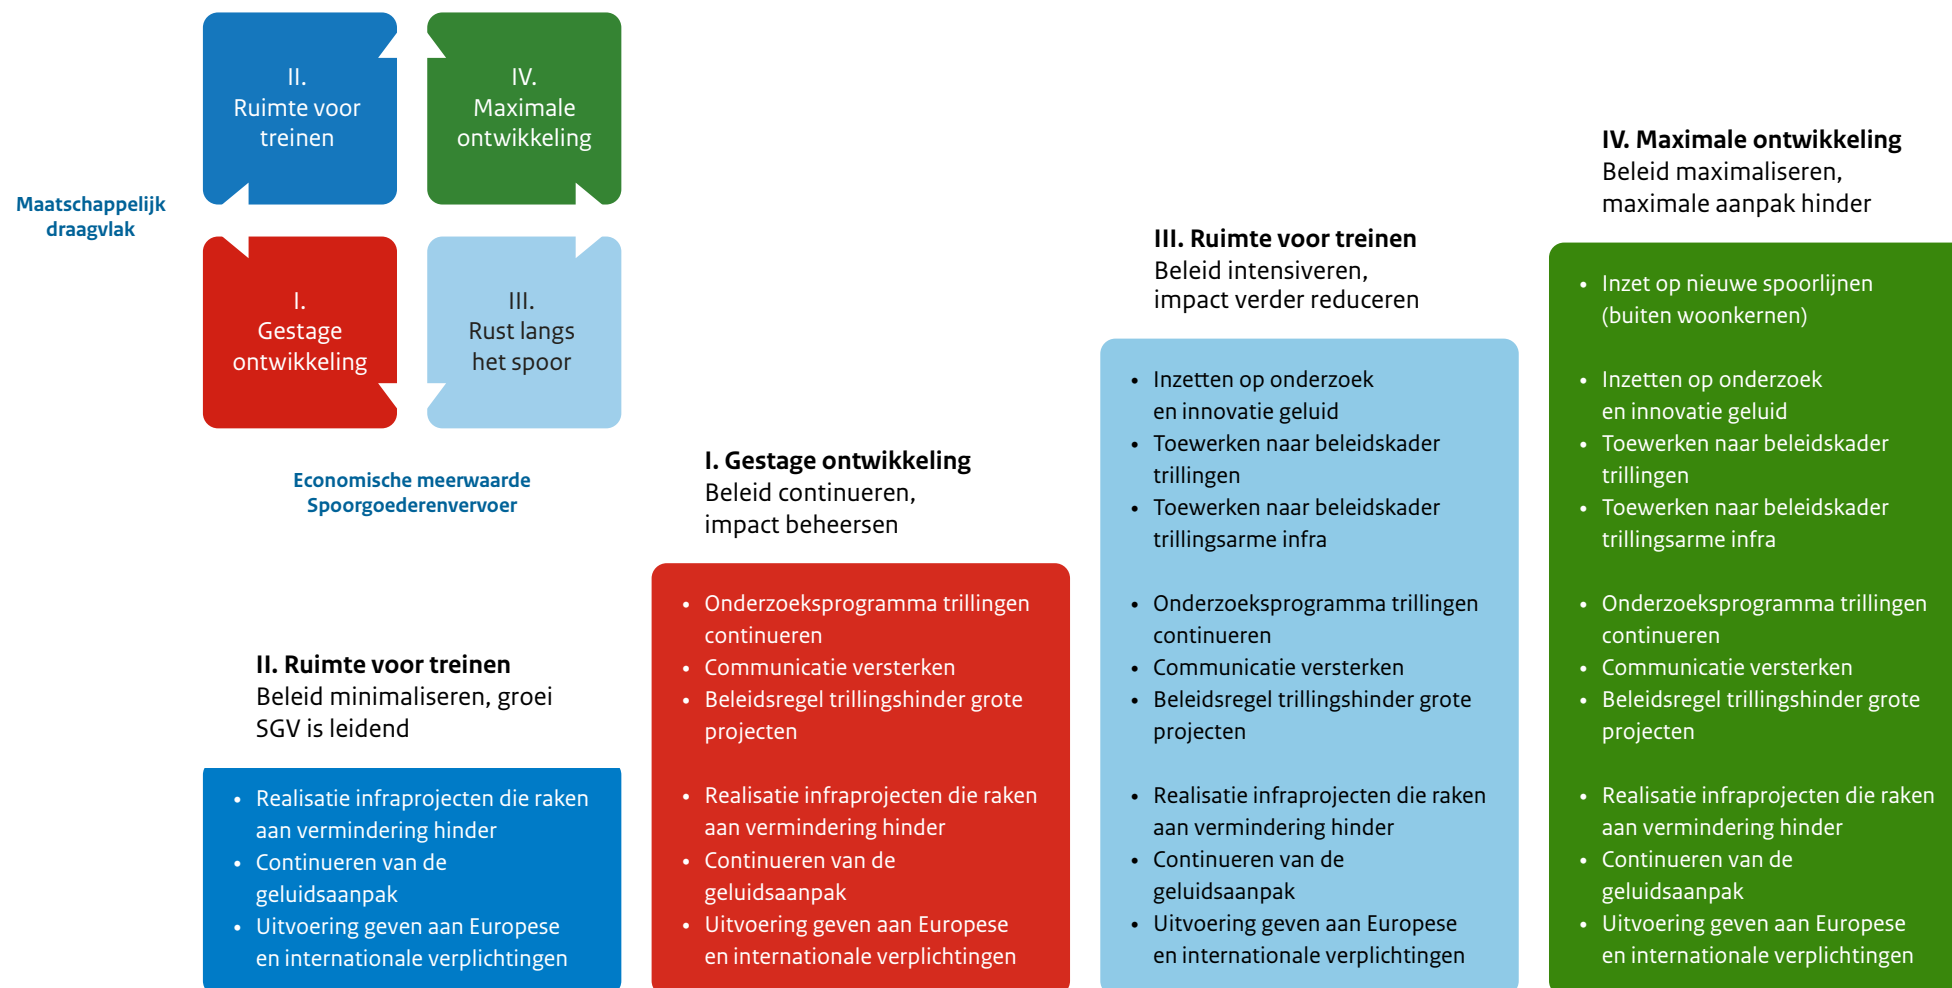 II.
Ruimte voor
treinen
IV.
Maximale
ontwikkeling
Maatschappelijk
draagvlak
I.
Gestage
ontwikkeling
III.
Rust langs
het spoor
Economische meerwaarde
Spoorgoederenvervoer
II. Ruimte voor treinen
Beleid minimaliseren, groei
SGV is leidend
• Realisatie infraprojecten die raken
aan vermindering hinder
• Continueren van de
geluidsaanpak
• Uitvoering geven aan Europese
en internationale verplichtingen
I. Gestage ontwikkeling
Beleid continueren,
impact beheersen
• Onderzoeksprogramma trillingen
continueren
• Communicatie versterken
• Beleidsregel trillingshinder grote
projecten
• Realisatie infraprojecten die raken
aan vermindering hinder
• Continueren van de
geluidsaanpak
• Uitvoering geven aan Europese
en internationale verplichtingen
III. Ruimte voor treinen
Beleid intensiveren,
impact verder reduceren
• Inzetten op onderzoek
en innovatie geluid
• Toewerken naar beleidskader
trillingen
• Toewerken naar beleidskader
trillingsarme infra
• Onderzoeksprogramma trillingen
continueren
• Communicatie versterken
• Beleidsregel trillingshinder grote
projecten
• Realisatie infraprojecten die raken
aan vermindering hinder
• Continueren van de
geluidsaanpak
• Uitvoering geven aan Europese
en internationale verplichtingen
IV. Maximale ontwikkeling
Beleid maximaliseren,
maximale aanpak hinder
• Inzet op nieuwe spoorlijnen
(buiten woonkernen)
• Inzetten op onderzoek
en innovatie geluid
• Toewerken naar beleidskader
trillingen
• Toewerken naar beleidskader
trillingsarme infra
• Onderzoeksprogramma trillingen
continueren
• Communicatie versterken
• Beleidsregel trillingshinder grote
projecten
• Realisatie infraprojecten die raken
aan vermindering hinder
• Continueren van de
geluidsaanpak
• Uitvoering geven aan Europese
en internationale verplichtingen